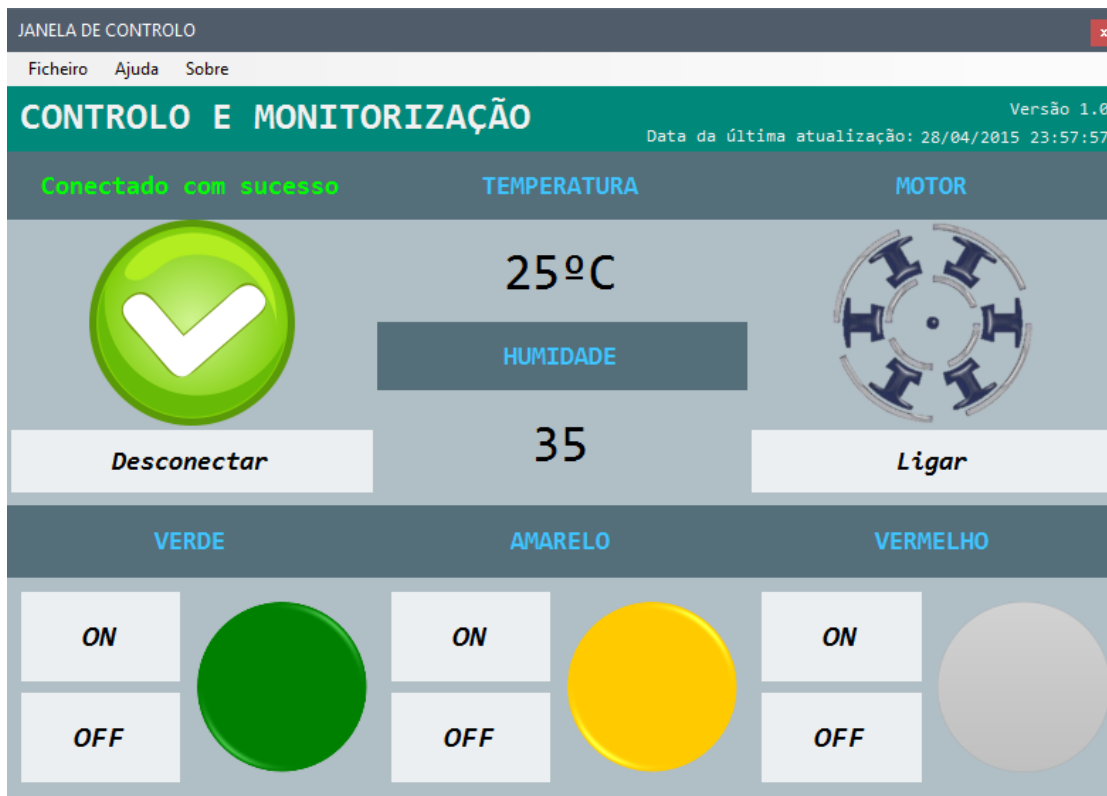 JANELA DE CONTROLO
x
Ficheiro Ajuda Sobre
CONTROLO E MONITORIZAÇÃO
Versão 1.0
Data da última atualização: 28/04/2015 23:57:57
Conectado com sucesso
TEMPERATURA
MOTOR
25ºC
HUMIDADE
35
Desconectar
Ligar
VERDE
AMARELO
VERMELHO
ON
ON
ON
OFF
OFF
OFF